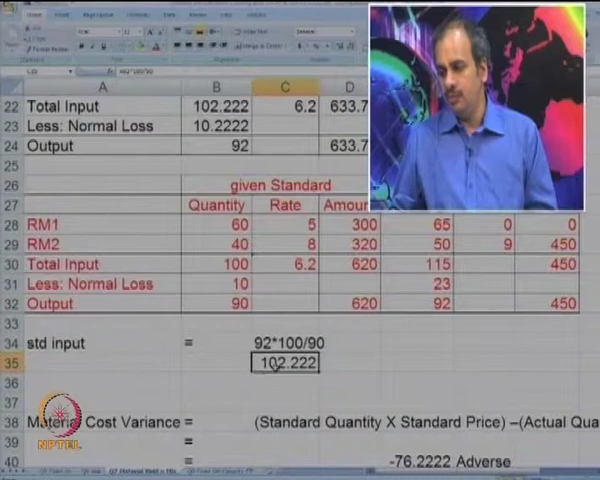 A B C D
22 Total Input 102.222 6.2 633.7
23 Less: Normal Loss 10.2222
24 Output 92 633.7
25
26 given Standard
27 Quantity Rate Amoun
28 RM1 60 5 300 65 0 0
29 RM2 40 8 320 50 9 450
30 Total Input 100 6.2 620 115 450
31 Less: Normal Loss 10 23
32 Output 90 620 92 450
33
34 std input = 92*100/90
35 102.222
36
37
38 Material Cost Variance = (Standard Quantity X Standard Price) –(Actual Qua
39 =
40 -76.2222 Adverse
NPTEL